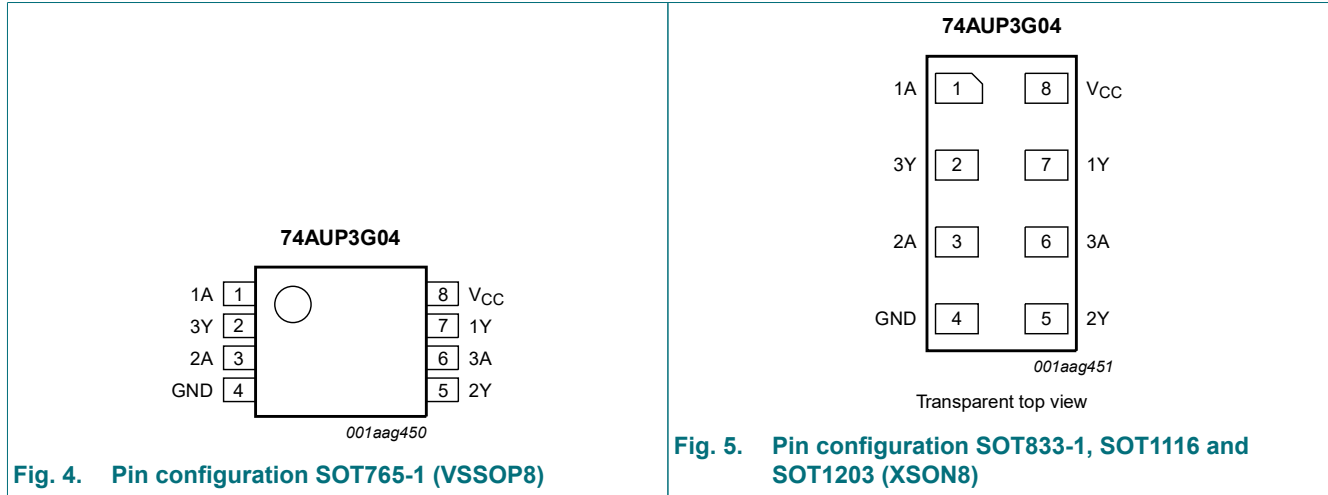 74AUP3G04
1A 1 8 VCC
3Y 2 7 1Y
2A 3 6 3A
GND 4 5 2Y
001aag450
Fig. 4. Pin configuration SOT765-1 (VSSOP8)
74AUP3G04
1A 1 8 VCC
3Y 2 7 1Y
2A 3 6 3A
GND 4 5 2Y
001aag451
Transparent top view
Fig. 5. Pin configuration SOT833-1, SOT1116 and
SOT1203 (XSON8)